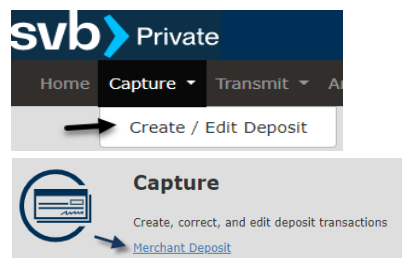 svb Private
Home Capture Transmit
Create / Edit Deposit
Capture
Create, correct, and edit deposit transactions
Merchant Deposit